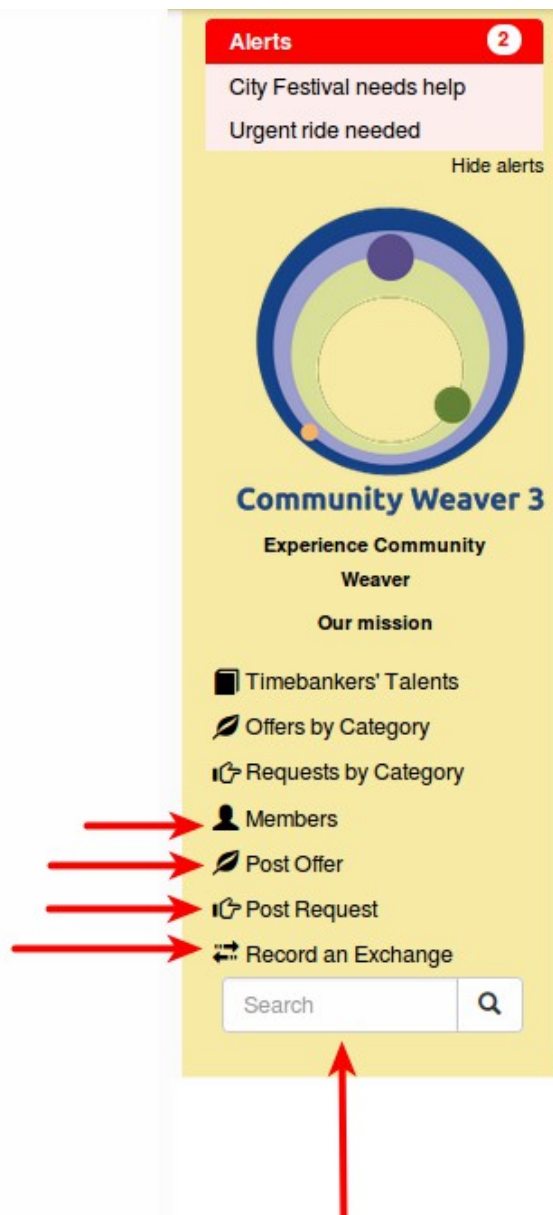 Alerts 2
City Festival needs help
Urgent ride needed
Hide alerts
Community Weaver 3
Experience Community
Weaver
Our mission
Timebankers' Talents
Offers by Category
Requests by Category
Members
Post Offer
Post Request
Record an Exchange
Search